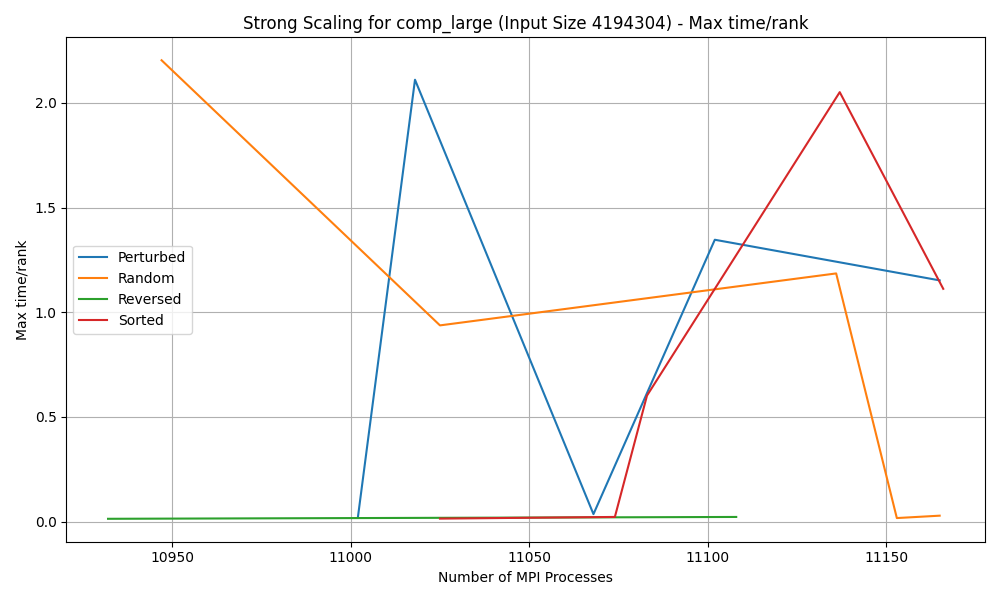 Strong Scaling for comp_large (Input Size 4194304) - Max time/rank
Max time/rank
2.0
1.5
1.0
0.5
0.0
Perturbed
Random
Reversed
Sorted
10950 11000 11050 11100 11150
Number of MPI Processes